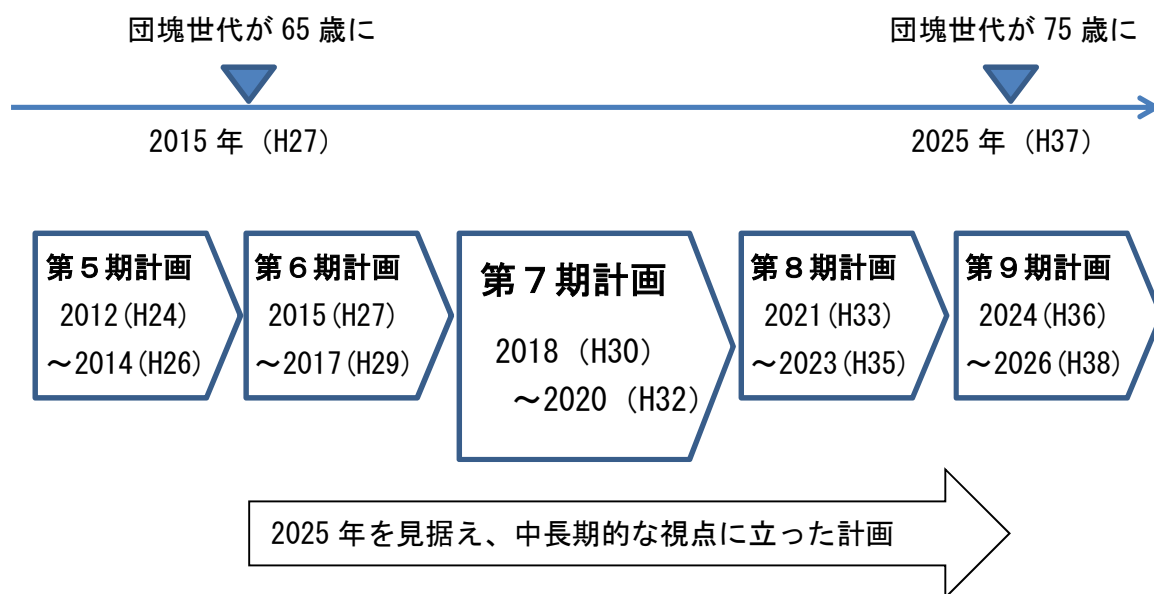 団塊世代が 65 歳に
団塊世代が 75 歳に
2015 年（H27）
2025 年（H37）
第５期計画
2012(H24)
～2014(H26)
第６期計画
2015(H27)
～2017(H29)
第７期計画
2018（H30）
～2020（H32）
第８期計画
2021(H33)
～2023(H35)
第９期計画
2024(H36)
～2026(H38)
2025 年を見据え、中長期的な視点に立った計画